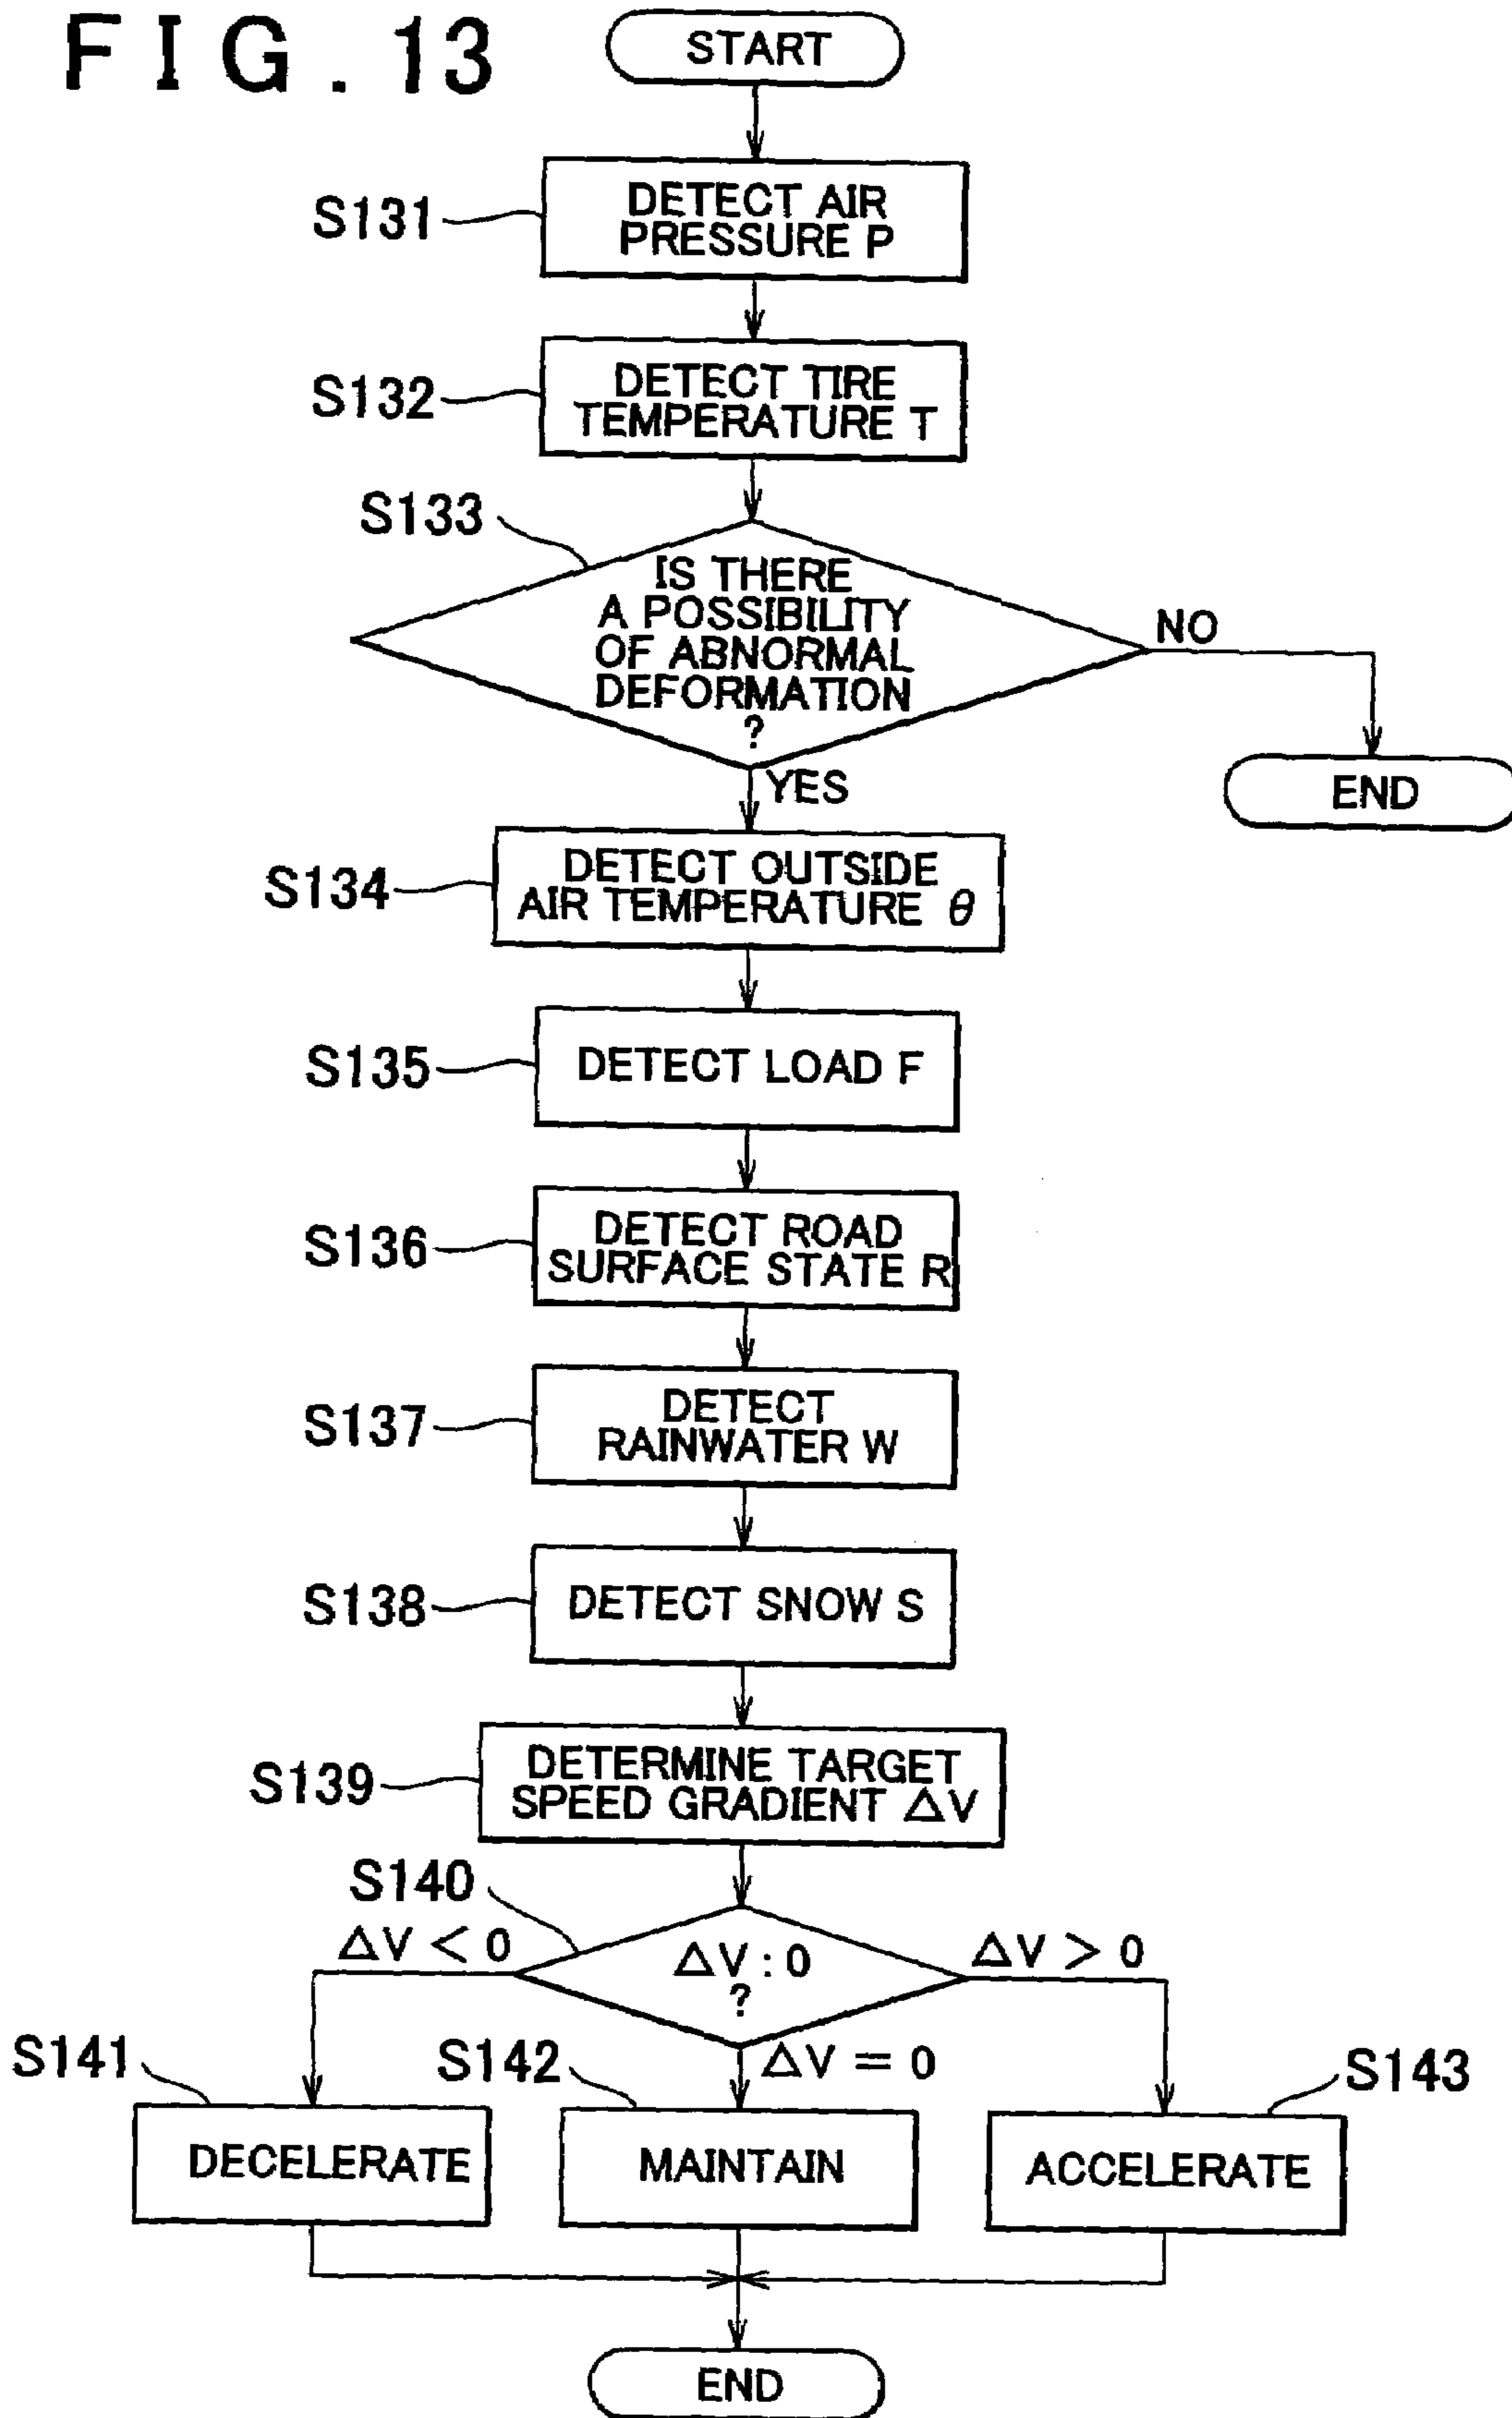 FIG. 13
START
S131
DETECT AIR
PRESSURE P
S132
DETECT TIRE
TEMPERATURE T
S133
IS THERE
A POSSIBILITY
OF ABNORMAL
DEFORMATION
?
NO
END
YES
S134
DETECT OUTSIDE
AIR TEMPERATURE θ
S135
DETECT LOAD F
S136
DETECT ROAD
SURFACE STATE R
S137
DETECT
RAINWATER W
S138
DETECT SNOW S
S139
DETERMINE TARGET
SPEED GRADIENT ΔV
S140
ΔV < 0
ΔV : 0
?
ΔV > 0
ΔV = 0
S141
DECELERATE
S142
MAINTAIN
S143
ACCELERATE
END